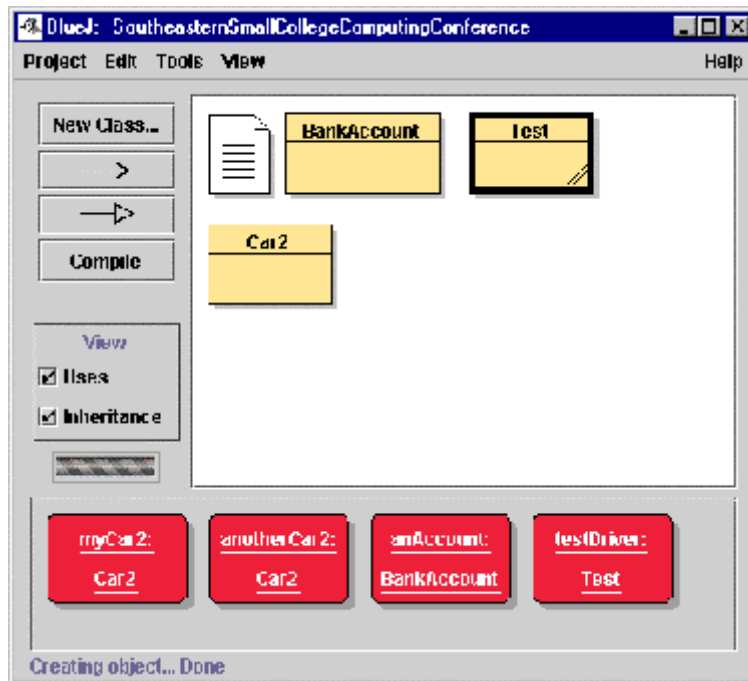 BlueJ: SoutheasternSmallCollegeComputingConference
Project Edit Tools View Help
New Class...
Compile
View
Uses
Inheritance
BankAccount
Test
Car2
myCar2:
Car2
anotherCar2:
Car2
anAccount:
BankAccount
testDriver:
Test
Creating object... Done